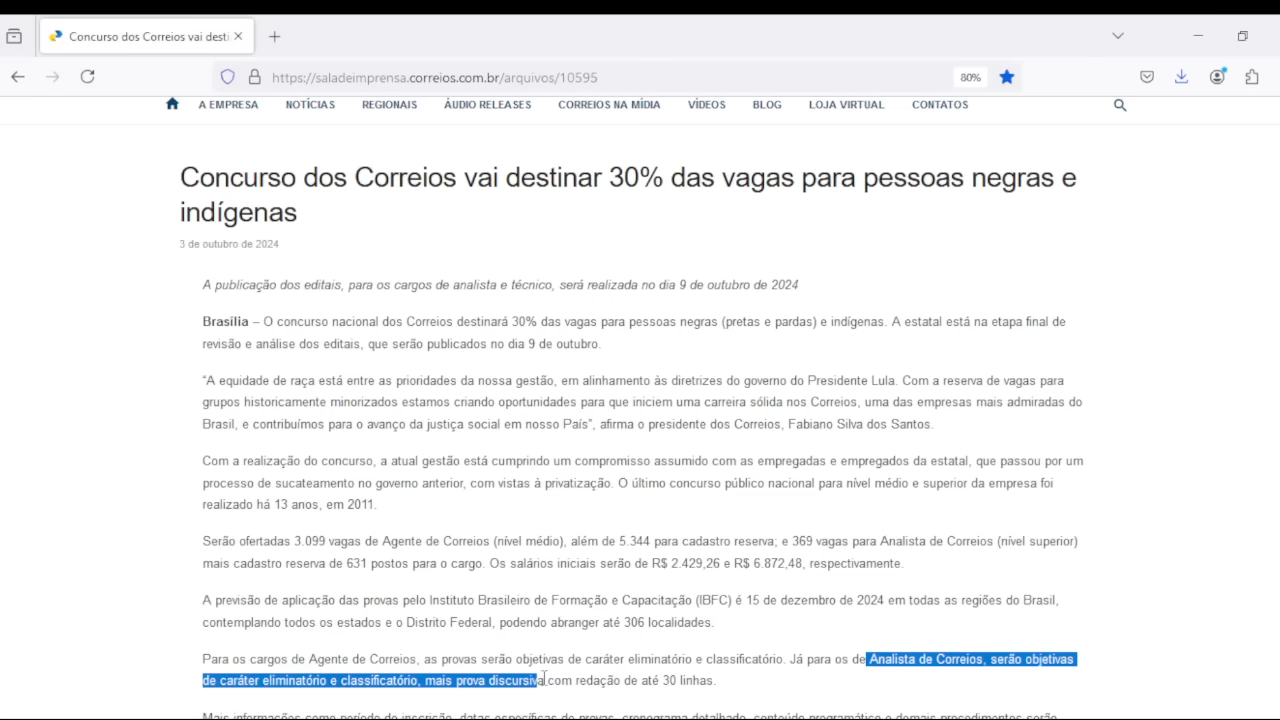 Concurso dos Correios vai desti
https://saladeimprensa.correios.com.br/arquivos/10595
80%
A EMPRESA NOTÍCIAS REGIONAIS ÁUDIO RELEASES CORREIOS NA MÍDIA VÍDEOS BLOG LOJA VIRTUAL CONTATOS
Concurso dos Correios vai destinar 30% das vagas para pessoas negras e
indígenas
3 de outubro de 2024
A publicação dos editais, para os cargos de analista e técnico, será realizada no dia 9 de outubro de 2024
Brasília – O concurso nacional dos Correios destinará 30% das vagas para pessoas negras (pretas e pardas) e indígenas. A estatal está na etapa final de
revisão e análise dos editais, que serão publicados no dia 9 de outubro.
“A equidade de raça está entre as prioridades da nossa gestão, em alinhamento às diretrizes do governo do Presidente Lula. Com a reserva de vagas para
grupos historicamente minorizados estamos criando oportunidades para que iniciem uma carreira sólida nos Correios, uma das empresas mais admiradas do
Brasil, e contribuímos para o avanço da justiça social em nosso País”, afirma o presidente dos Correios, Fabiano Silva dos Santos.
Com a realização do concurso, a atual gestão está cumprindo um compromisso assumido com as empregadas e empregados da estatal, que passou por um
processo de sucateamento no governo anterior, com vistas à privatização. O último concurso público nacional para nível médio e superior da empresa foi
realizado há 13 anos, em 2011.
Serão ofertadas 3.099 vagas de Agente de Correios (nível médio), além de 5.344 para cadastro reserva; e 369 vagas para Analista de Correios (nível superior)
mais cadastro reserva de 631 postos para o cargo. Os salários iniciais serão de R$ 2.429,26 e R$ 6.872,48, respectivamente.
A previsão de aplicação das provas pelo Instituto Brasileiro de Formação e Capacitação (IBFC) é 15 de dezembro de 2024 em todas as regiões do Brasil,
contemplando todos os estados e o Distrito Federal, podendo abranger até 306 localidades.
Para os cargos de Agente de Correios, as provas serão objetivas de caráter eliminatório e classificatório. Já para os de Analista de Correios, serão objetivas
de caráter eliminatório e classificatório, mais prova discursiva com redação de até 30 linhas.
Mais informações como período de inscrição, datas específicas de provas, cronograma detalhado, conteúdo programático e demais procedimentos serão